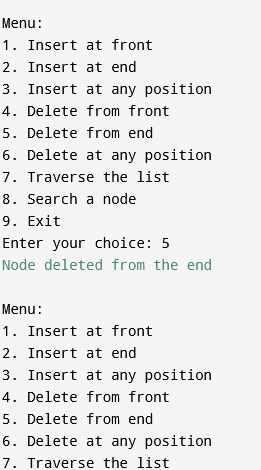 Menu:
1. Insert at front
2. Insert at end
3. Insert at any position
4. Delete from front
5. Delete from end
6. Delete at any position
7. Traverse the list
8. Search a node
9. Exit
Enter your choice: 5
Node deleted from the end
Menu:
1. Insert at front
2. Insert at end
3. Insert at any position
4. Delete from front
5. Delete from end
6. Delete at any position
7. Traverse the list